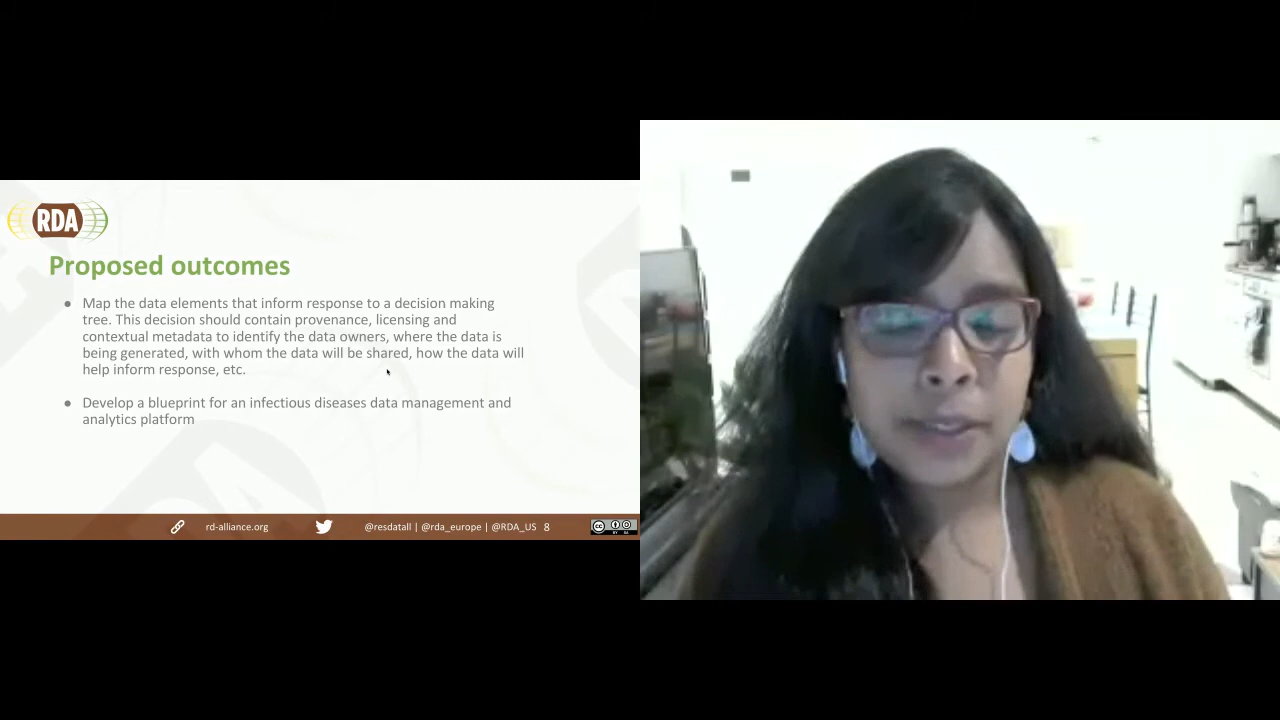 RDA
Proposed outcomes
● Map the data elements that inform response to a decision making
tree. This decision should contain provenance, licensing and
contextual metadata to identify the data owners, where the data is
being generated, with whom the data will be shared, how the data will
help inform response, etc.
● Develop a blueprint for an infectious diseases data management and
analytics platform
rd-alliance.org @resdatall | @rda_europe | @RDA_US 8